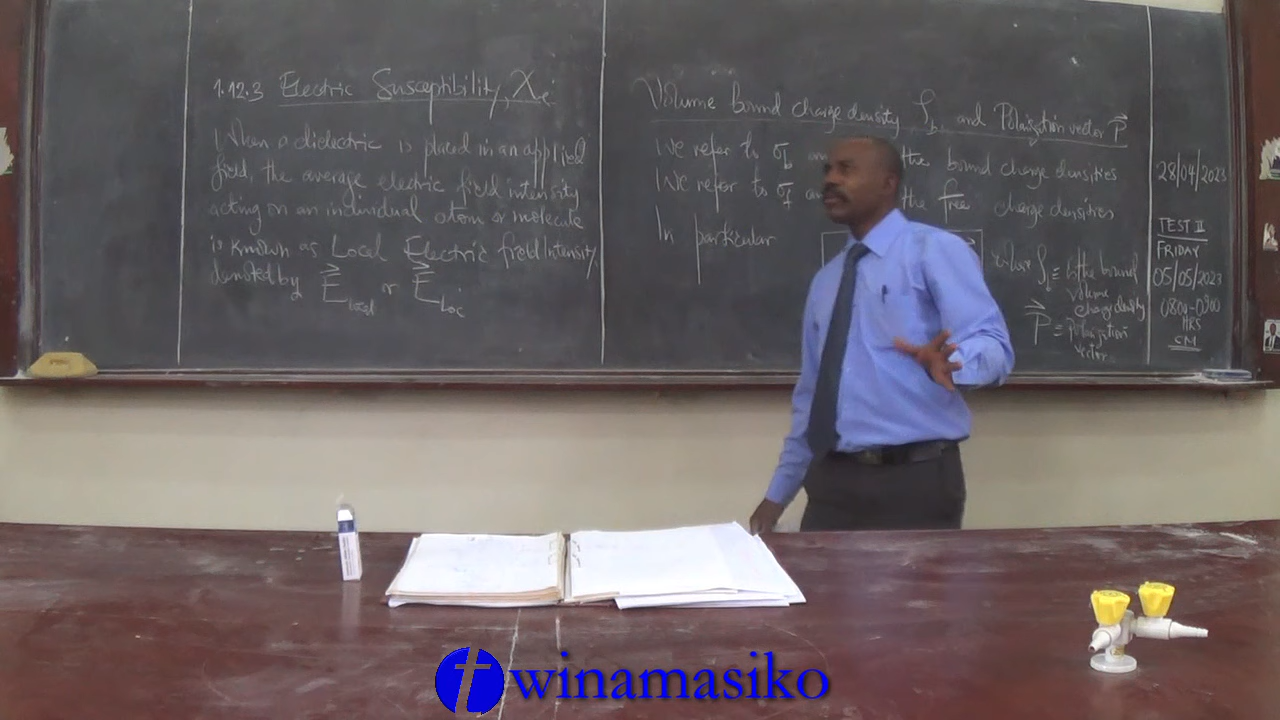 1.12.3 Electric Susceptibility, χe
When a dielectric is placed in an applied
field, the average electric field intensity
acting on an individual atom or molecule
is known as Local Electric field Intensity
denoted by E⃗local or E⃗Loc
Volume bound charge density ρb and Polarization vector P⃗
We refer to σb an the bound charge densities
We refer to σf an the free charge densities
In particular
where ρb ≡ is the bound
volume
charge density
P⃗ ≡ polarization
vector
28/04/2023
TEST II
FRIDAY
05/05/2023
0800-0900
HRS
CM
twinamasiko